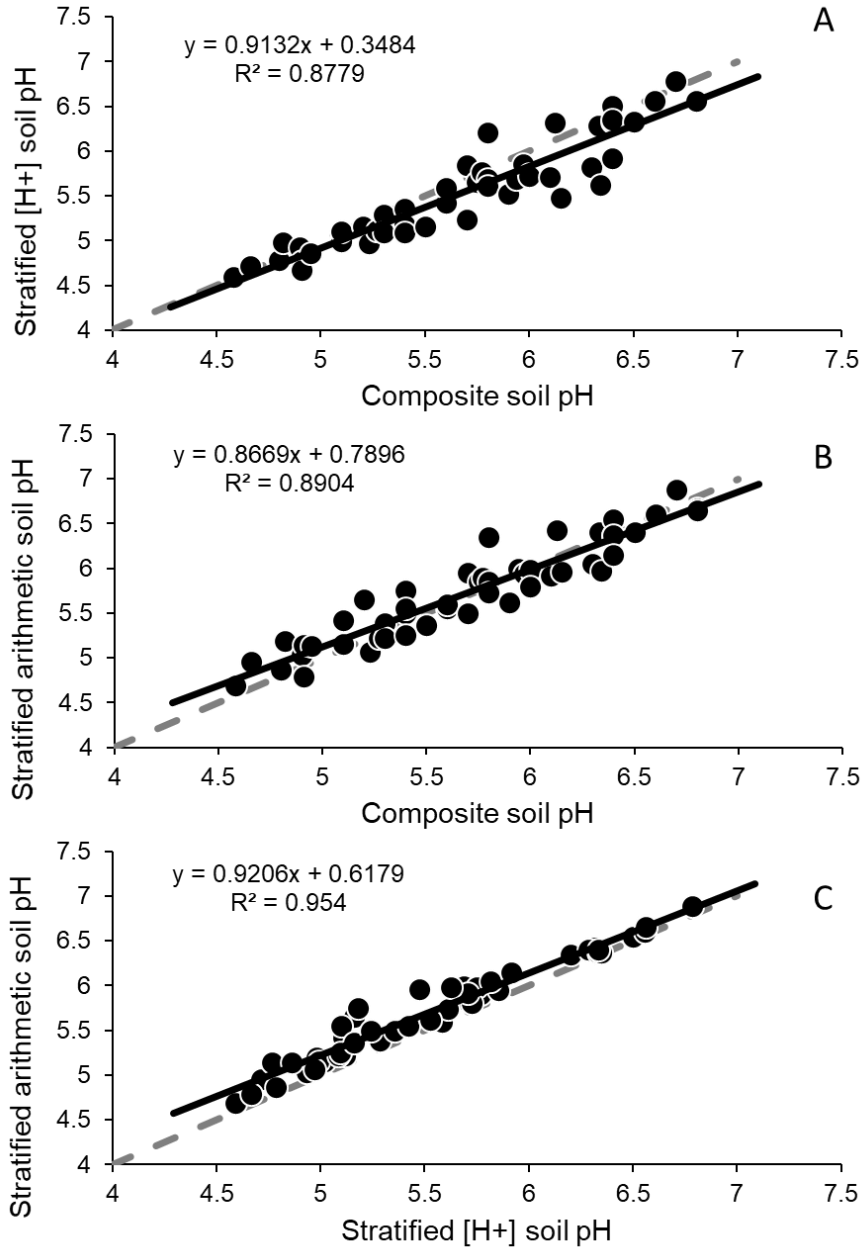 A
y = 0.9132x + 0.3484
R² = 0.8779
Stratified [H+] soil pH
7.5
7
6.5
6
5.5
5
4.5
4
4 4.5 5 5.5 6 6.5 7 7.5
Composite soil pH
B
y = 0.8669x + 0.7896
R² = 0.8904
Stratified arithmetic soil pH
7.5
7
6.5
6
5.5
5
4.5
4
4 4.5 5 5.5 6 6.5 7 7.5
Composite soil pH
C
y = 0.9206x + 0.6179
R² = 0.954
Stratified arithmetic soil pH
7.5
7
6.5
6
5.5
5
4.5
4
4 4.5 5 5.5 6 6.5 7 7.5
Stratified [H+] soil pH